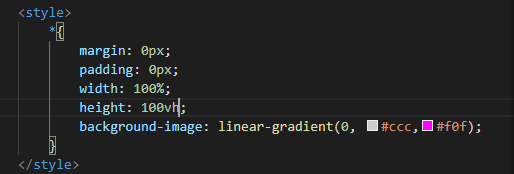 <style>
*{
margin: 0px;
padding: 0px;
width: 100%;
height: 100vh;
background-image: linear-gradient(0, #ccc,#f0f);
}
</style>